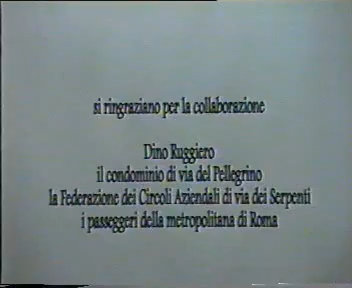 si ringraziano per la collaborazione
Dino Ruggiero
il condominio di via del Pellegrino
la Federazione dei Circoli Aziendali di via dei Serpenti
i passeggeri della metropolitana di Roma